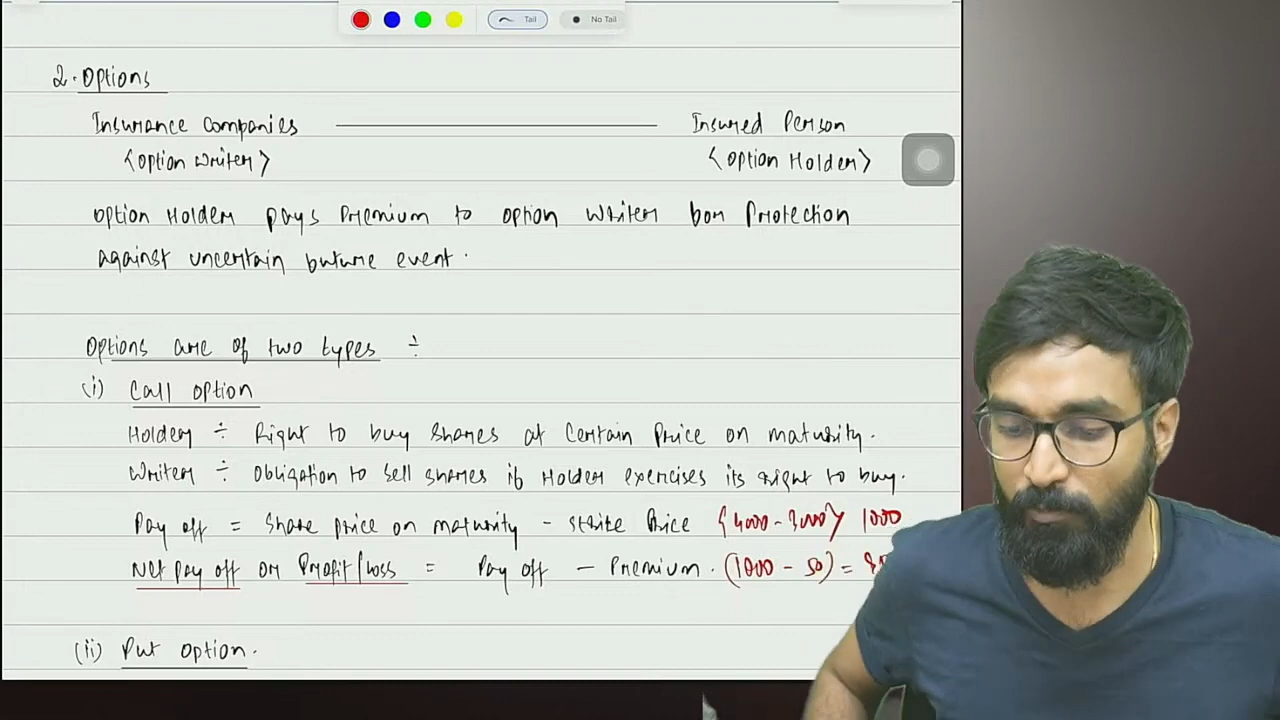 Tail
No Tail
2. Options
Insurance Companies ———— Insured Person
<Option Writer> <Option Holder>
Option Holder pays Premium to option Writer for Protection
against uncertain future event.
Options are of two types ÷
(i) Call option
Holder ÷ Right to buy shares at Certain Price on maturity.
Writer ÷ Obligation to sell shares if Holder exercises its right to buy.
Pay off = Share price on maturity - Strike Price {4000-3000} 1000
Net pay off or Profit/Loss = Pay off - Premium. (1000 - 50) =
(ii) Put option.